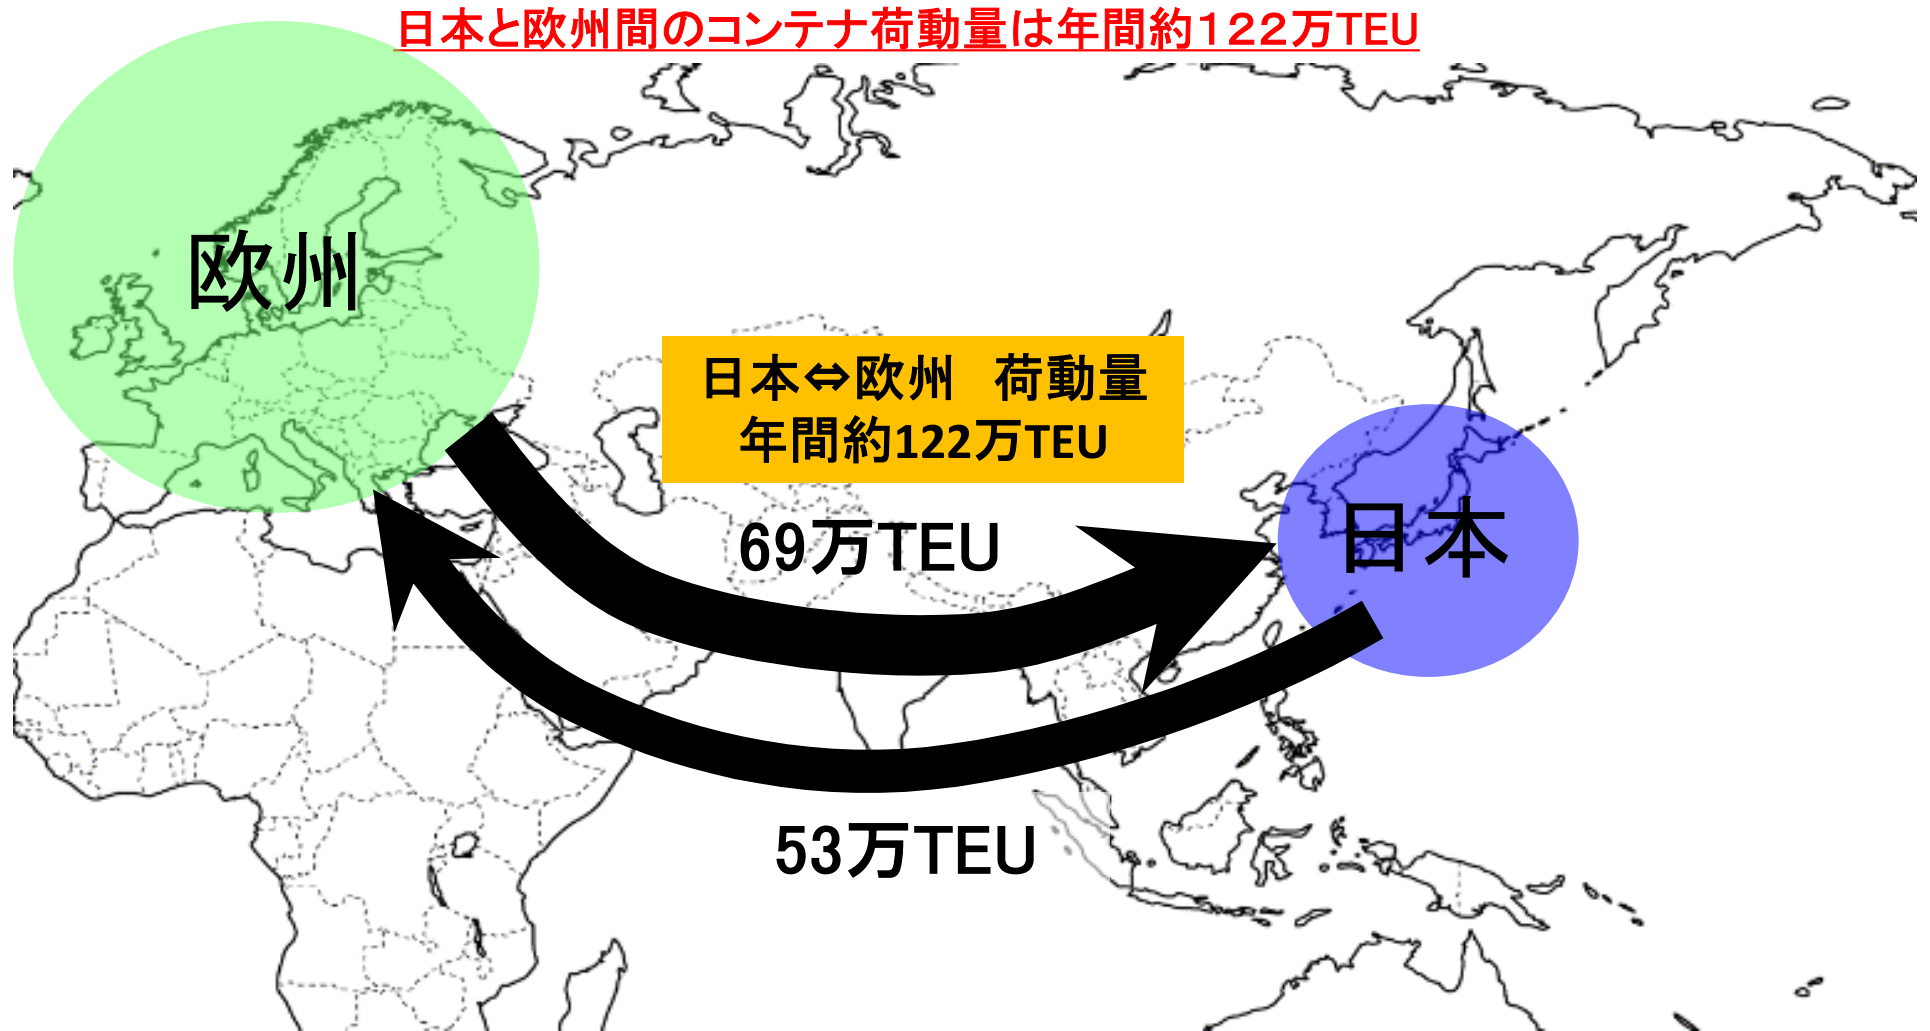 日本と欧州間のコンテナ荷動量は年間約１２２万TEU
欧州
日本⇔欧州　荷動量
年間約122万TEU
69万TEU
日本
53万TEU